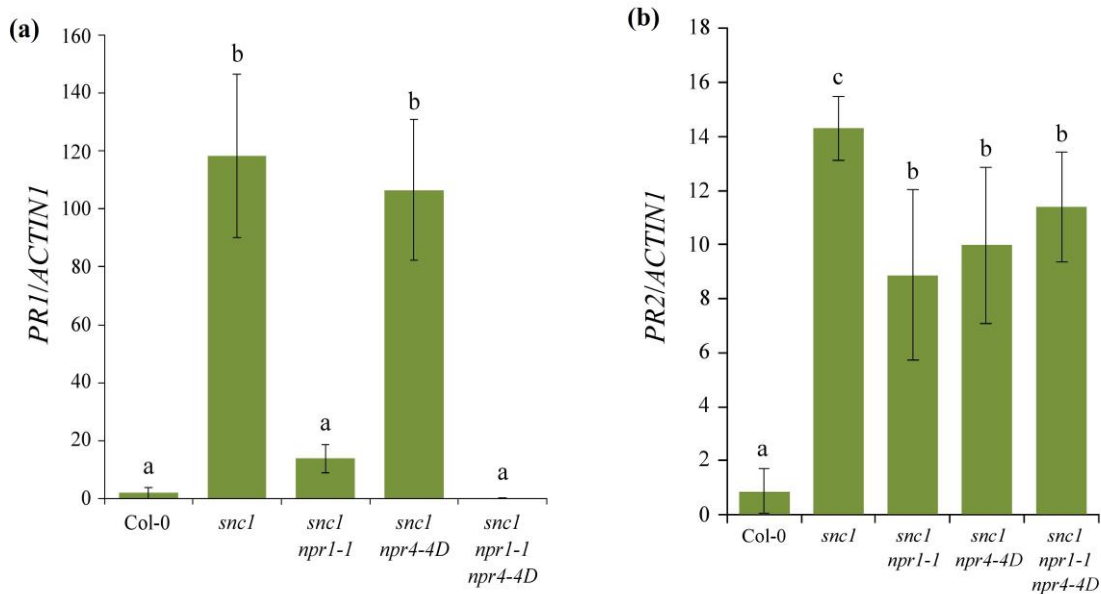 (a)
PR1/ACTIN1
160
140
120
100
80
60
40
20
0
a
b
a
b
a
Col-0
snc1
snc1
npr1-1
snc1
npr4-4D
snc1
npr1-1
npr4-4D
(b)
PR2/ACTIN1
18
16
14
12
10
8
6
4
2
0
a
c
b
b
b
Col-0
snc1
snc1
npr1-1
snc1
npr4-4D
snc1
npr1-1
npr4-4D